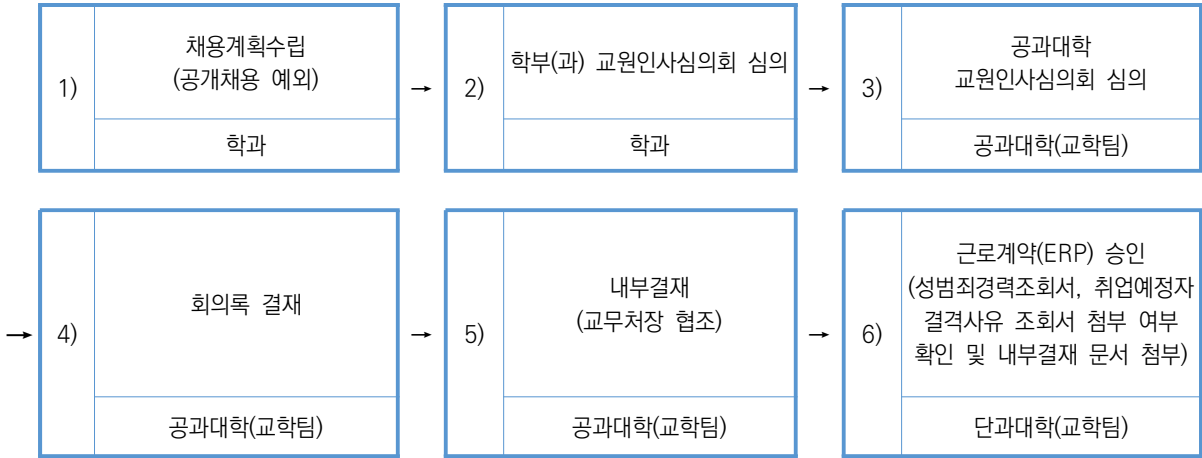 1)
채용계획수립
(공개채용 예외)
학과
→
2)
학부(과) 교원인사심의회 심의
학과
→
3)
공과대학
교원인사심의회 심의
공과대학(교학팀)
→
4)
회의록 결재
공과대학(교학팀)
→
5)
내부결재
(교무처장 협조)
공과대학(교학팀)
→
6)
근로계약(ERP) 승인
(성범죄경력조회서, 취업예정자
결격사유 조회서 첨부 여부
확인 및 내부결재 문서 첨부)
단과대학(교학팀)